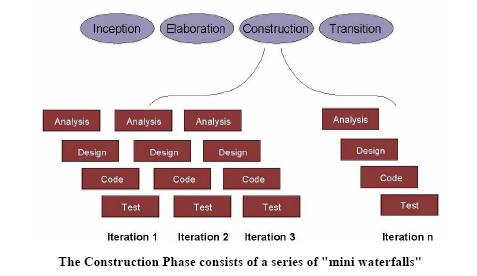 Inception Elaboration Construction Transition
Analysis Analysis Analysis Analysis
Design Design Design Design
Code Code Code Code
Test Test Test Test
Iteration 1 Iteration 2 Iteration 3 Iteration n
The Construction Phase consists of a series of "mini waterfalls"